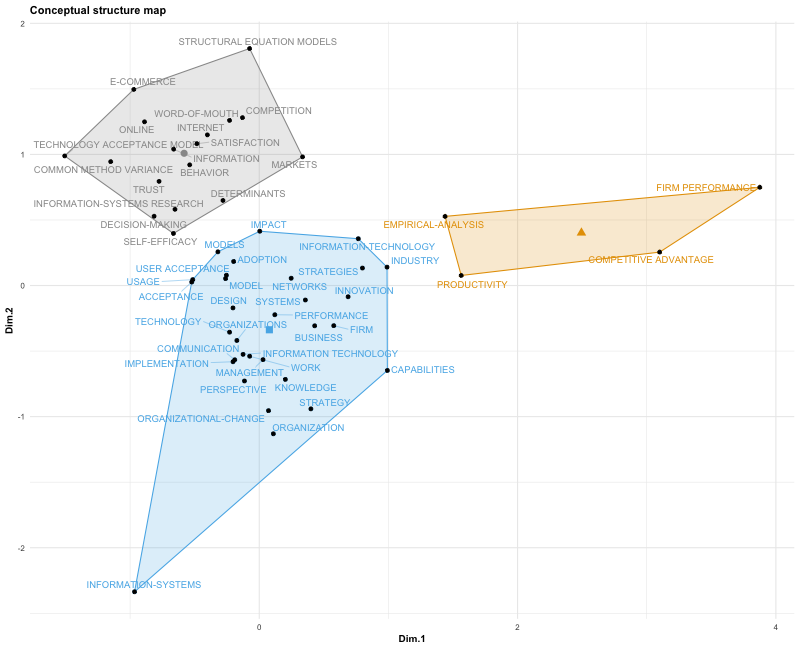 Conceptual structure map
2
STRUCTURAL EQUATION MODELS
E-COMMERCE
WORD-OF-MOUTH
COMPETITION
ONLINE
INTERNET
TECHNOLOGY ACCEPTANCE MODEL
SATISFACTION
1
INFORMATION
MARKETS
COMMON METHOD VARIANCE
BEHAVIOR
TRUST
DETERMINANTS
FIRM PERFORMANCE
INFORMATION-SYSTEMS RESEARCH
DECISION-MAKING
IMPACT
EMPIRICAL-ANALYSIS
SELF-EFFICACY
MODELS
INFORMATION-TECHNOLOGY
ADOPTION
INDUSTRY
COMPETITIVE ADVANTAGE
USER ACCEPTANCE
STRATEGIES
USAGE
0
MODEL
NETWORKS
PRODUCTIVITY
ACCEPTANCE
INNOVATION
DESIGN
SYSTEMS
Dim.2
TECHNOLOGY
ORGANIZATIONS
PERFORMANCE
FIRM
BUSINESS
COMMUNICATION
INFORMATION TECHNOLOGY
IMPLEMENTATION
WORK
MANAGEMENT
CAPABILITIES
PERSPECTIVE
KNOWLEDGE
STRATEGY
-1
ORGANIZATIONAL-CHANGE
ORGANIZATION
-2
INFORMATION-SYSTEMS
0
2
4
Dim.1